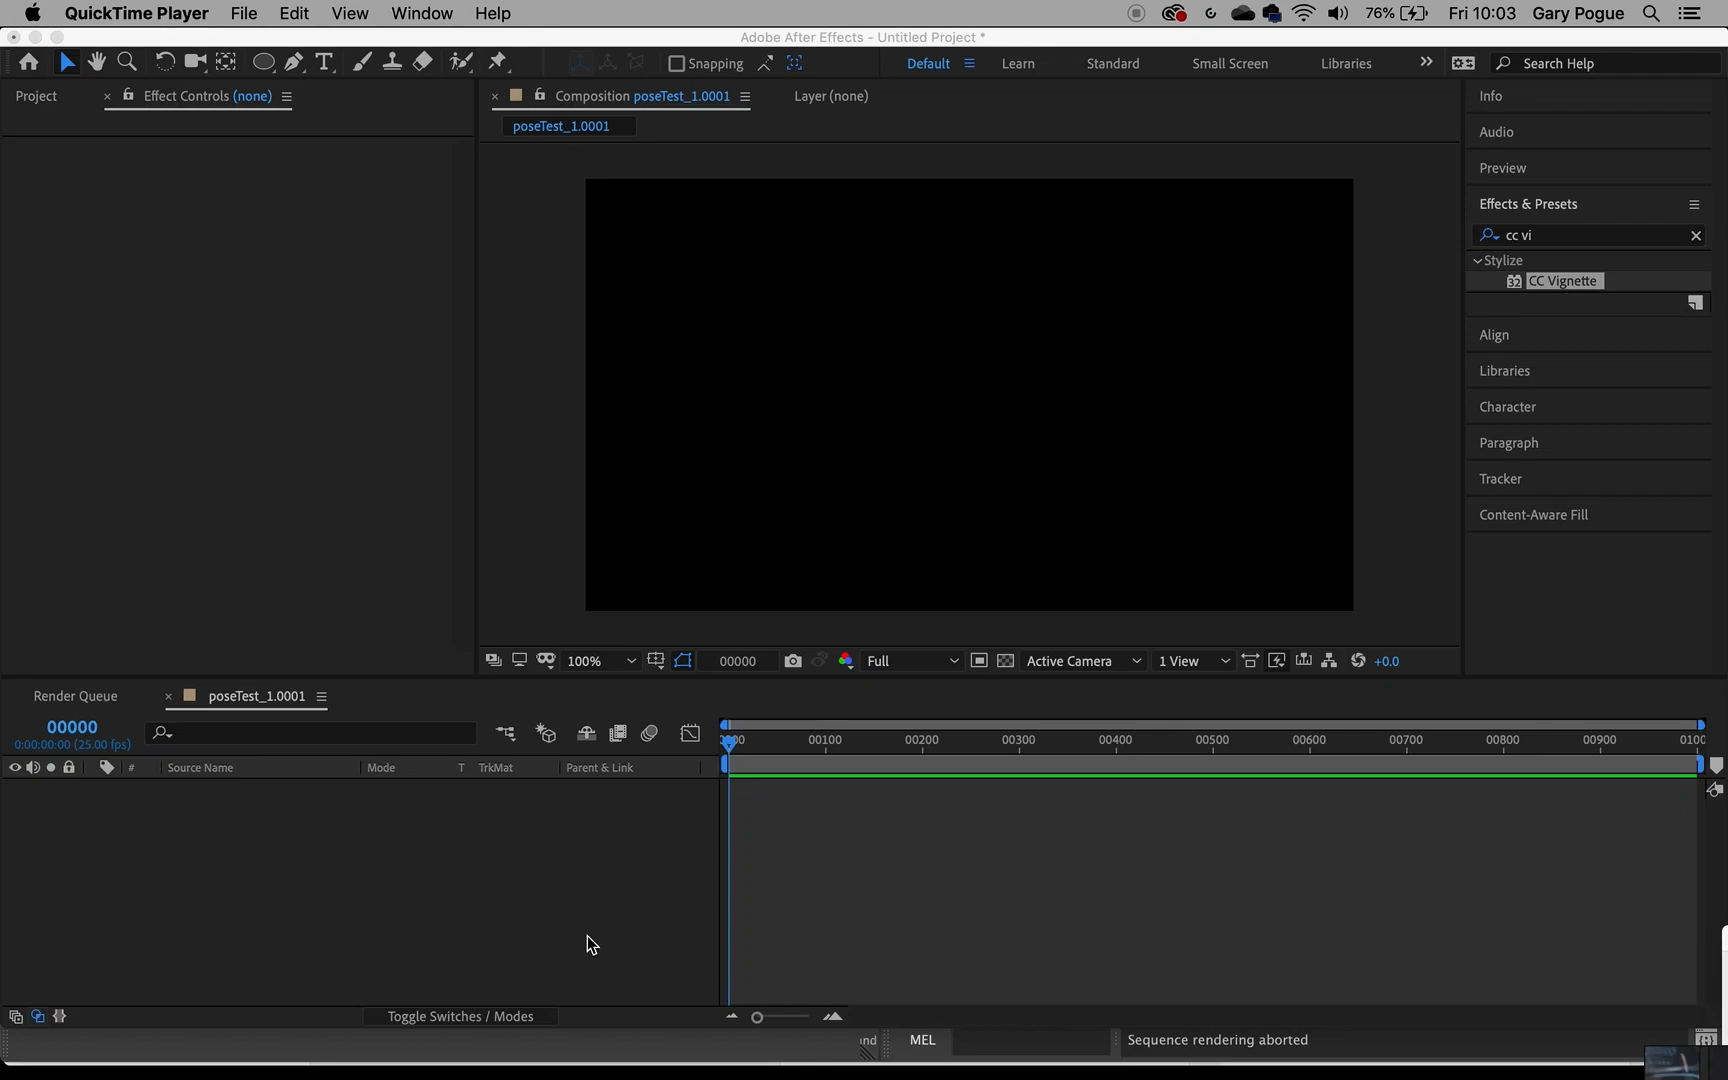 QuickTime Player File Edit View Window Help 76% Fri 10:03 Gary Pogue
Adobe After Effects - Untitled Project *
Snapping Default Learn Standard Small Screen Libraries Search Help
Project Effect Controls (none) Composition poseTest_1.0001 Layer (none) Info
poseTest_1.0001
Audio
Preview
Effects & Presets
cc vi
Stylize
32 CC Vignette
Align
Libraries
Character
Paragraph
Tracker
Content-Aware Fill
100% 00000 Full Active Camera 1 View +0.0
Render Queue poseTest_1.0001
00000
0:00:00:00 (25.00 fps)
00100 00200 00300 00400 00500 00600 00700 00800 00900 0100
# Source Name Mode T TrkMat Parent & Link
Toggle Switches / Modes
MEL Sequence rendering aborted